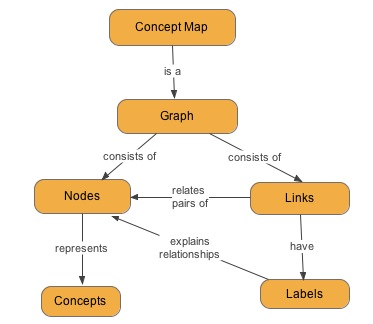 Concept Map
is a
Graph
consists of
consists of
Nodes
relates
pairs of
Links
represents
explains
relationships
have
Concepts
Labels